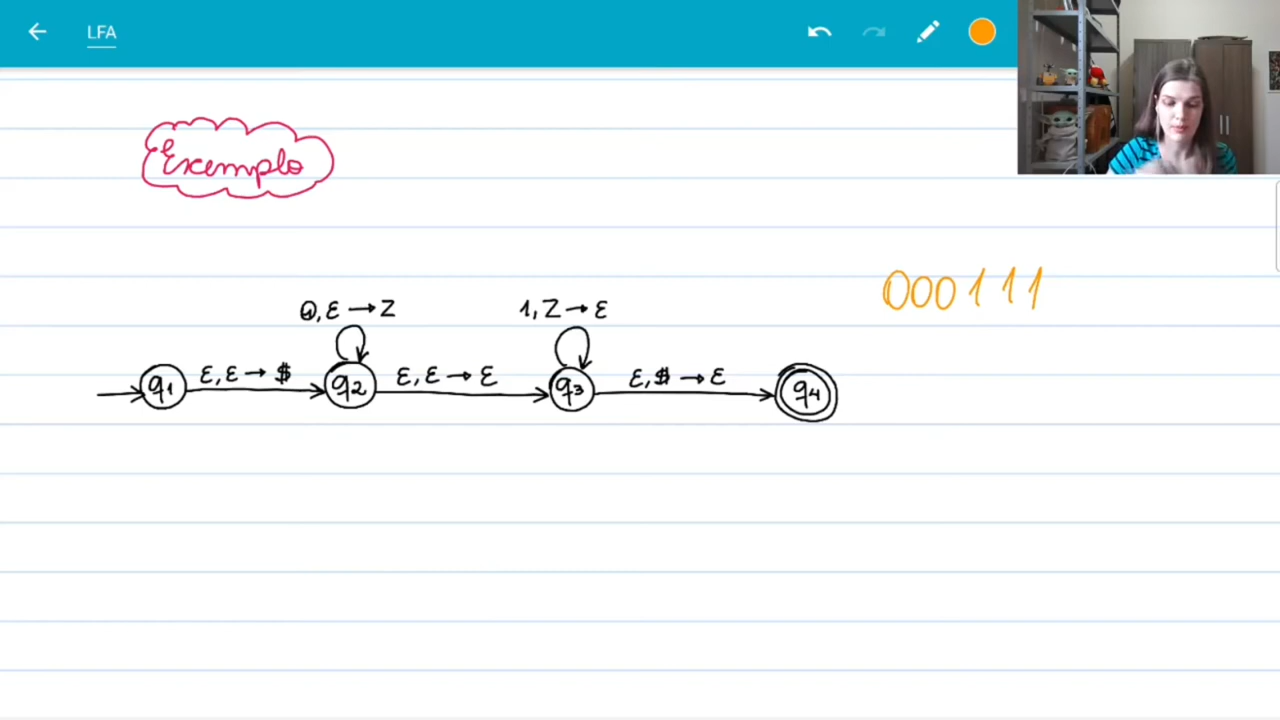 LFA
Exemplo
000111
0, ε → Z
1, Z → ε
q1
ε, ε → $
q2
ε, ε → ε
q3
ε, $ → ε
q4